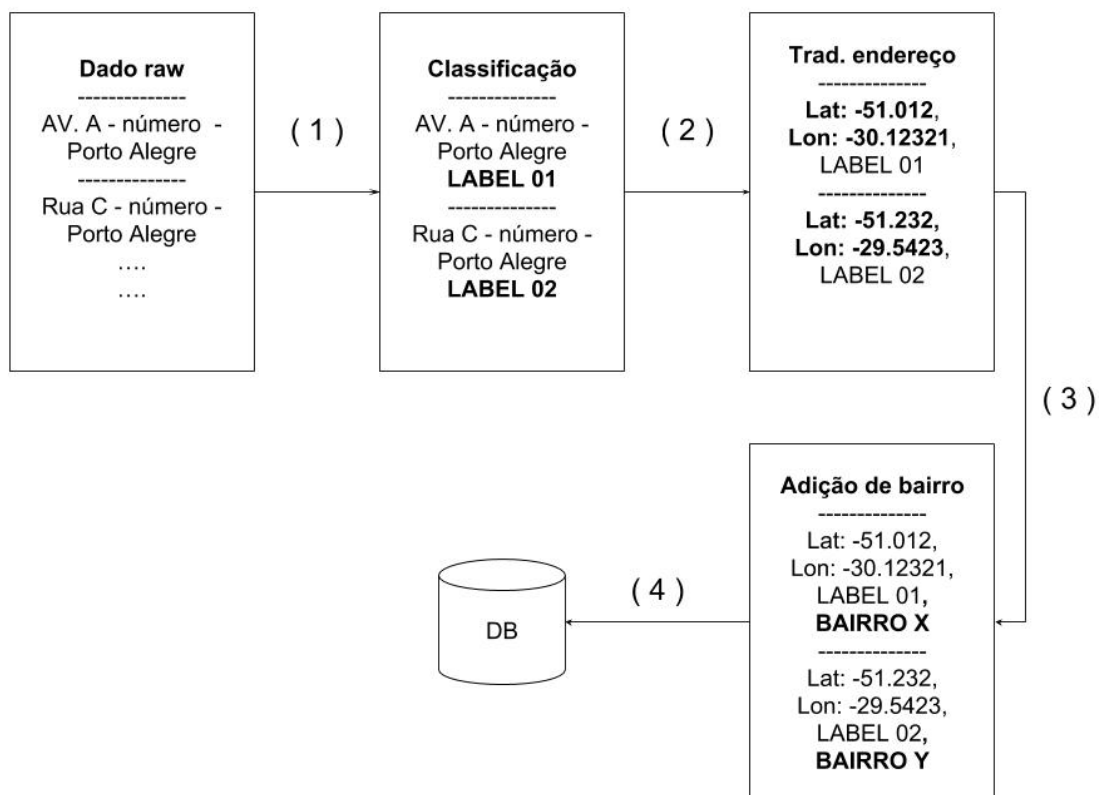 Dado raw
--------------
AV. A - número -
Porto Alegre
--------------
Rua C - número -
Porto Alegre
....
....
( 1 )
Classificação
--------------
AV. A - número -
Porto Alegre
LABEL 01
--------------
Rua C - número -
Porto Alegre
LABEL 02
( 2 )
Trad. endereço
--------------
Lat: -51.012,
Lon: -30.12321,
LABEL 01
--------------
Lat: -51.232,
Lon: -29.5423,
LABEL 02
( 3 )
Adição de bairro
--------------
Lat: -51.012,
Lon: -30.12321,
LABEL 01,
BAIRRO X
--------------
Lat: -51.232,
Lon: -29.5423,
LABEL 02,
BAIRRO Y
( 4 )
DB